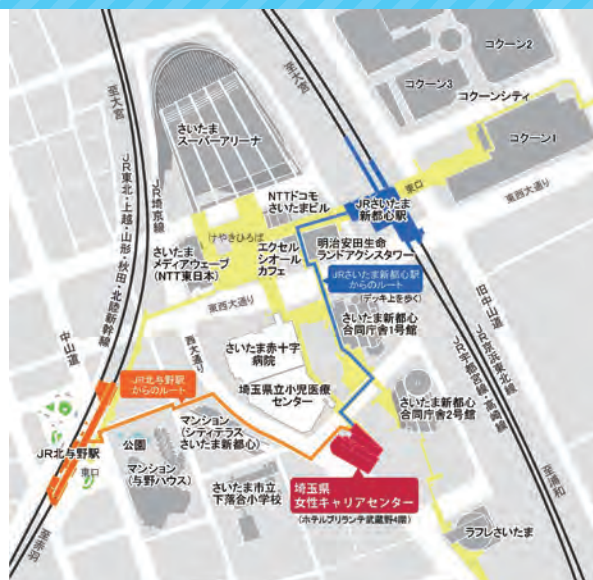 コクーン2
コクーン3
コクーンシティ
コクーン1
至大宮
至大宮
さいたま
スーパーアリーナ
JR東北・上越・山形・秋田・北陸新幹線
JR埼京線
NTTドコモ
さいたまビル
東口
JRさいたま
新都心駅
東西大通り
けやきひろば
さいたま
メディアウェーブ
(NTT東日本)
エクセル
シオール
カフェ
明治安田生命
ランドアクシスタワー
JRさいたま新都心駅
からのルート
(デッキ上を歩く)
東西大通り
中山道
西大通り
さいたま新都心
合同庁舎1号館
旧中山道
JR京浜東北線
JR宇都宮線・高崎線
さいたま赤十字
病院
JR北与野駅
からのルート
埼玉県立小児医療
センター
さいたま新都心
合同庁舎2号館
マンション
(シティテラス
さいたま新都心)
JR北与野駅
東口
公園
マンション
(与野ハウス)
さいたま市立
下落合小学校
埼玉県
女性キャリアセンター
(ホテルブリランテ武蔵野4階)
至浦和
ラフレさいたま